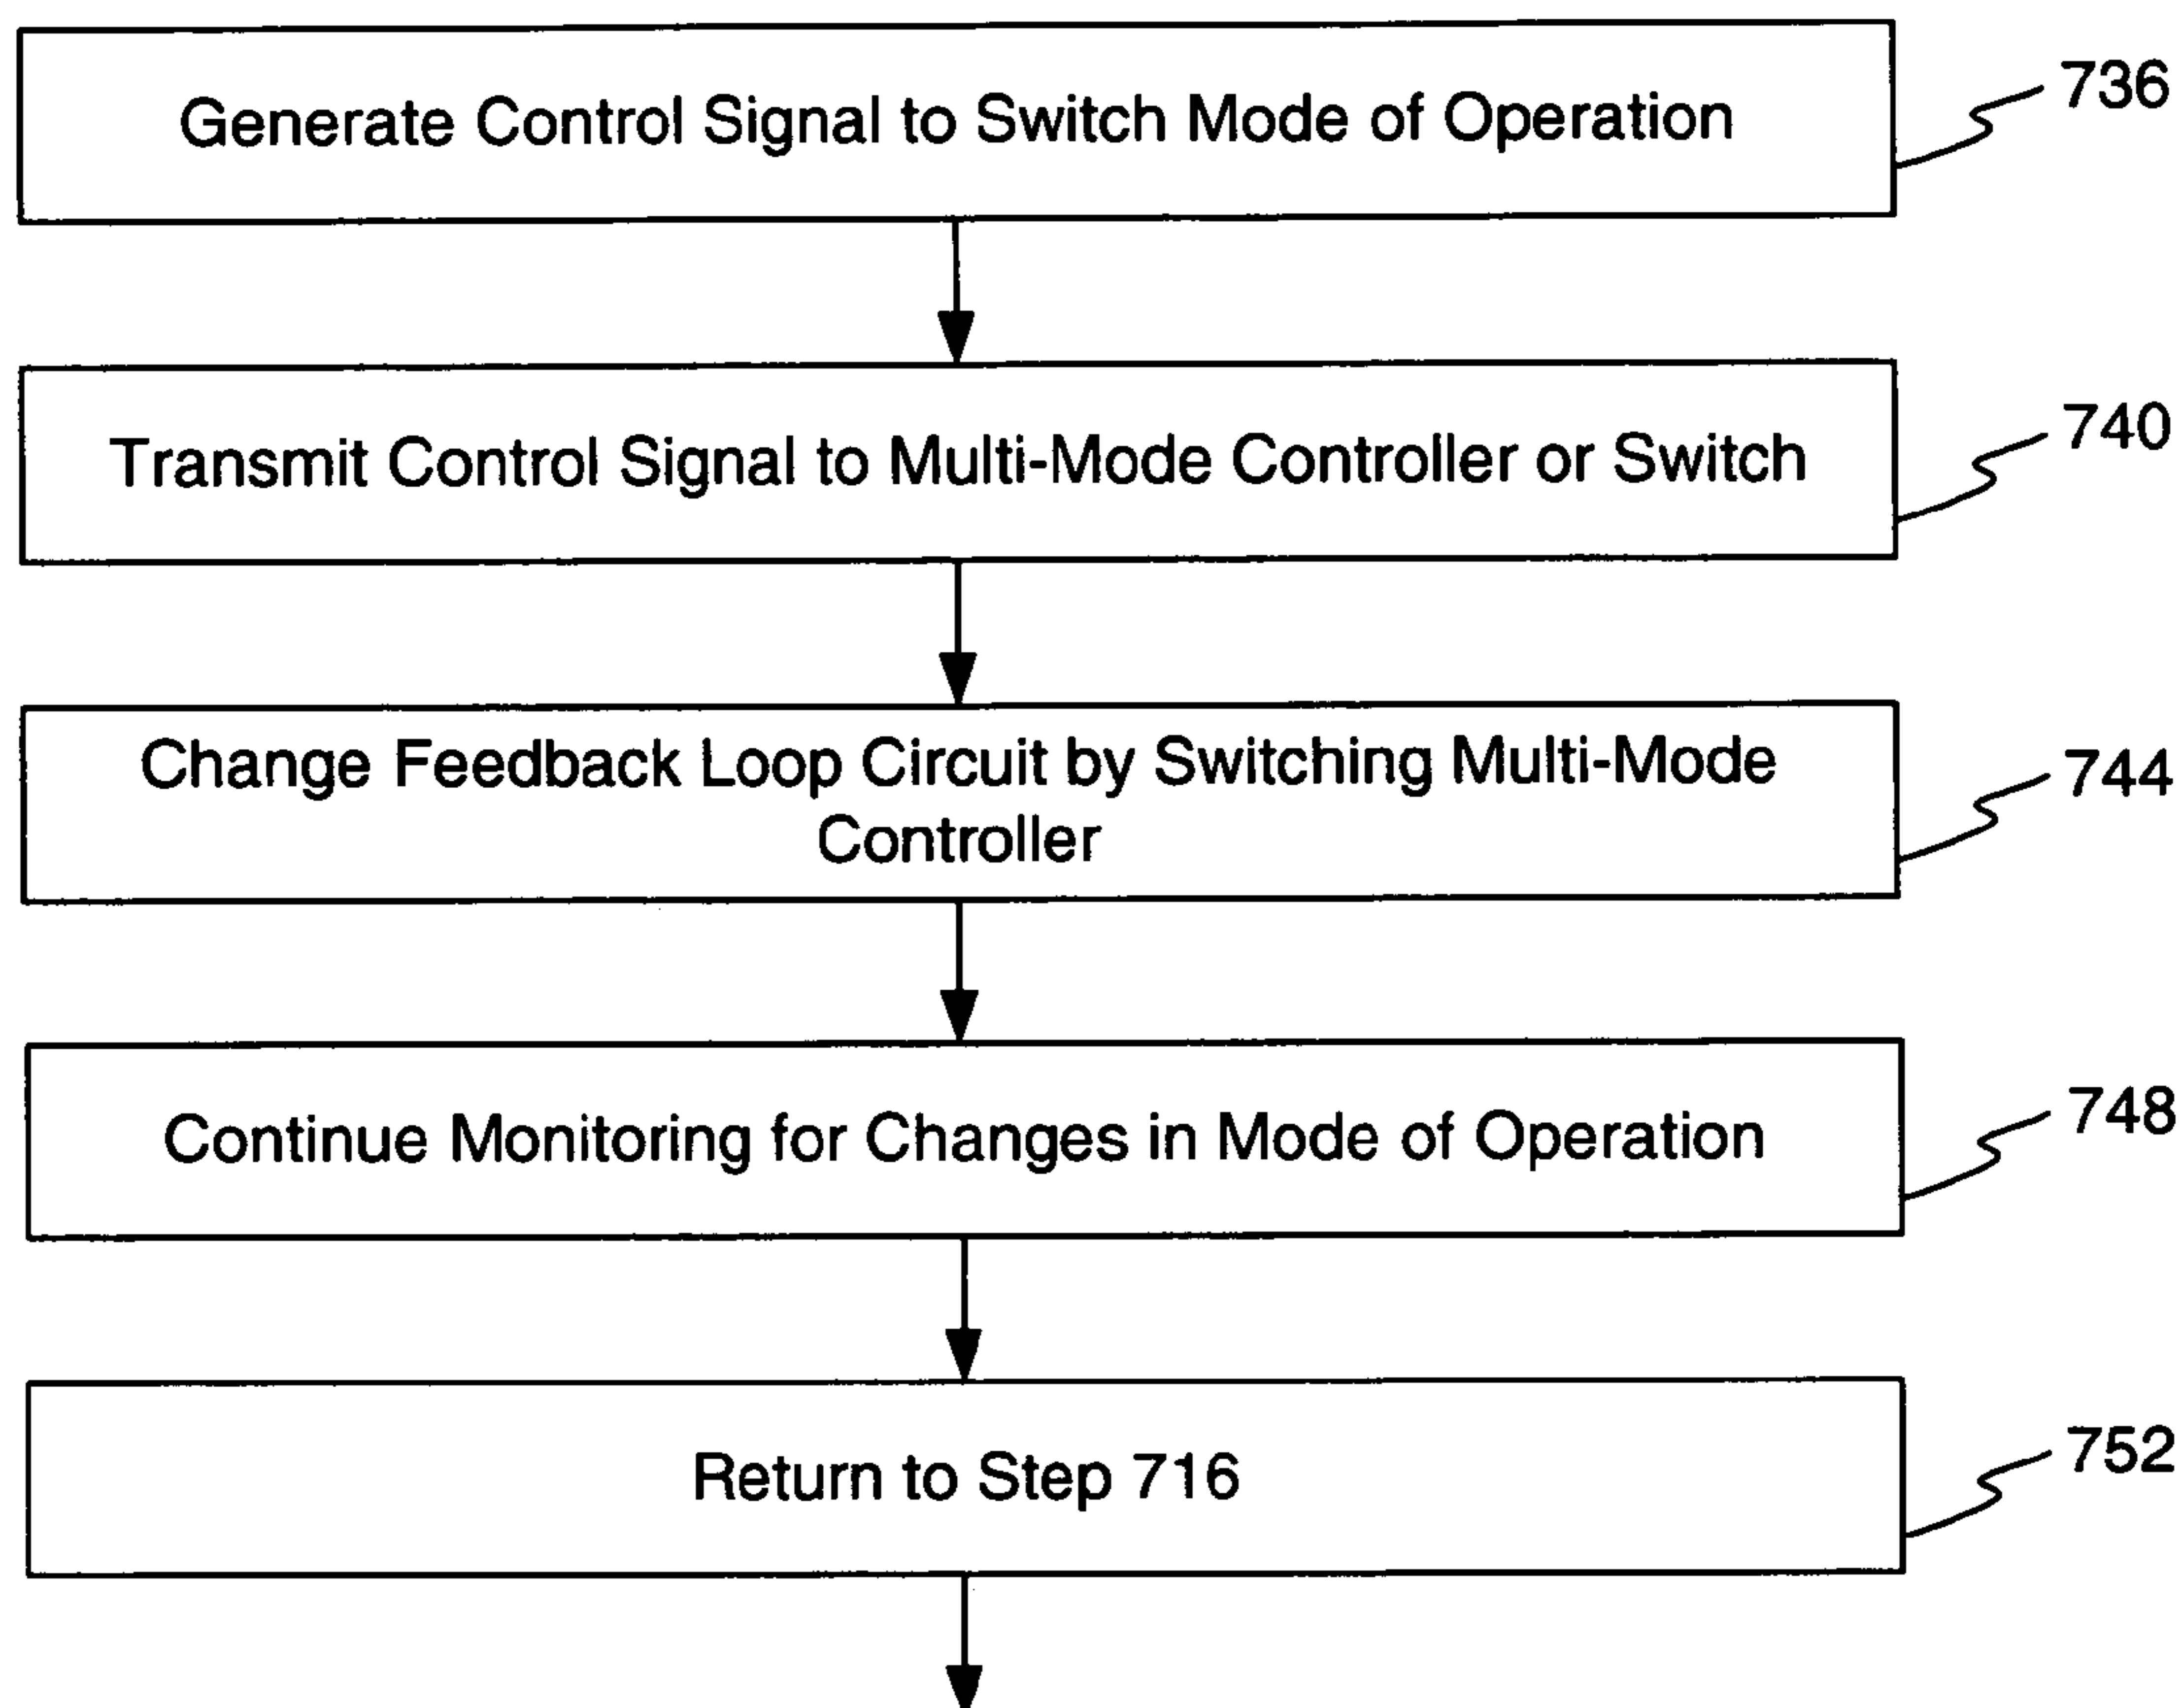 Generate Control Signal to Switch Mode of Operation
736
Transmit Control Signal to Multi-Mode Controller or Switch
740
Change Feedback Loop Circuit by Switching Multi-Mode
Controller
744
Continue Monitoring for Changes in Mode of Operation
748
Return to Step 716
752